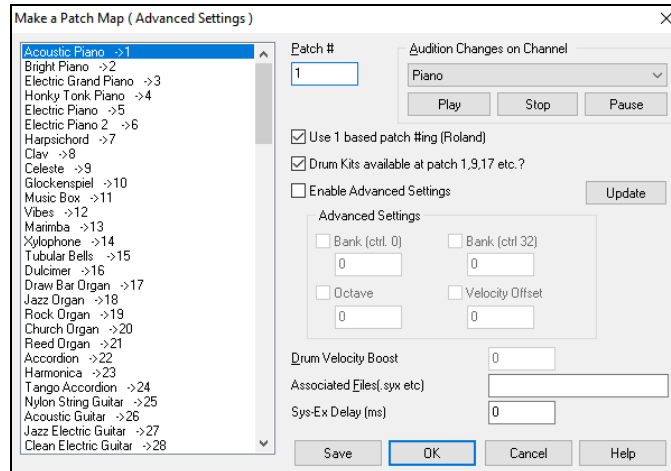 Make a Patch Map ( Advanced Settings )
Acoustic Piano ->1
Bright Piano ->2
Electric Grand Piano ->3
Honky Tonk Piano ->4
Electric Piano ->5
Electric Piano 2 ->6
Harpsichord ->7
Clav ->8
Celeste ->9
Glockenspiel ->10
Music Box ->11
Vibes ->12
Marimba ->13
Xylophone ->14
Tubular Bells ->15
Dulcimer ->16
Draw Bar Organ ->17
Jazz Organ ->18
Rock Organ ->19
Church Organ ->20
Reed Organ ->21
Accordion ->22
Harmonica ->23
Tango Accordion ->24
Nylon String Guitar ->25
Acoustic Guitar ->26
Jazz Electric Guitar ->27
Clean Electric Guitar ->28
Patch #
1
Audition Changes on Channel
Piano
Play Stop Pause
Use 1 based patch #ing (Roland)
Drum Kits available at patch 1,9,17 etc.?
Enable Advanced Settings
Update
Advanced Settings
Bank (ctrl. 0) Bank (ctrl 32)
0 0
Octave Velocity Offset
0 0
Drum Velocity Boost 0
Associated Files(.syx etc)
Sys-Ex Delay (ms) 0
Save OK Cancel Help